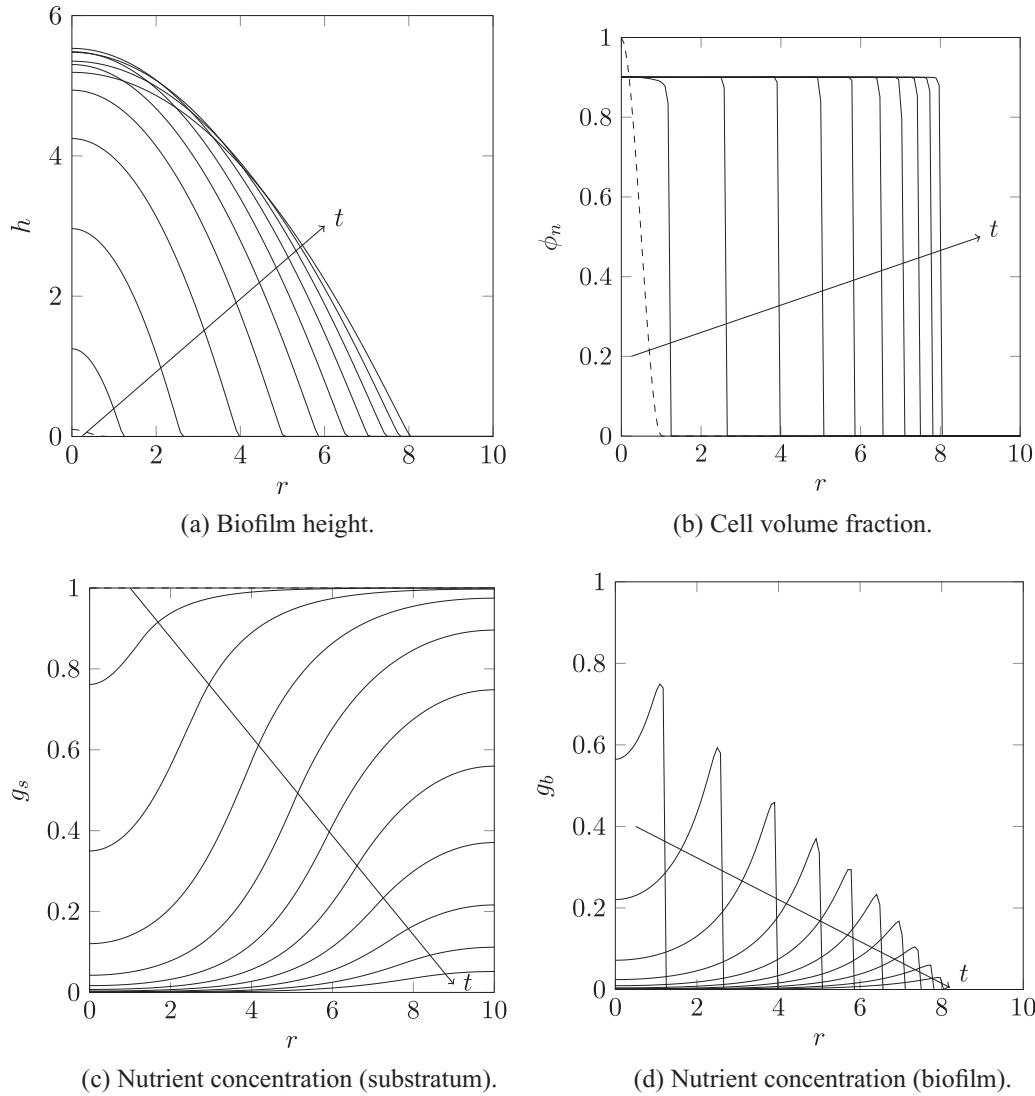 6
4
2
0
0 2 4 6 8 10
h
r
t
(a) Biofilm height.
1
0.8
0.6
0.4
0.2
0
0 2 4 6 8 10
ϕn
r
t
(b) Cell volume fraction.
1
0.8
0.6
0.4
0.2
0
0 2 4 6 8 10
gs
r
t
(c) Nutrient concentration (substratum).
1
0.8
0.6
0.4
0.2
0
0 2 4 6 8 10
gb
r
t
(d) Nutrient concentration (biofilm).